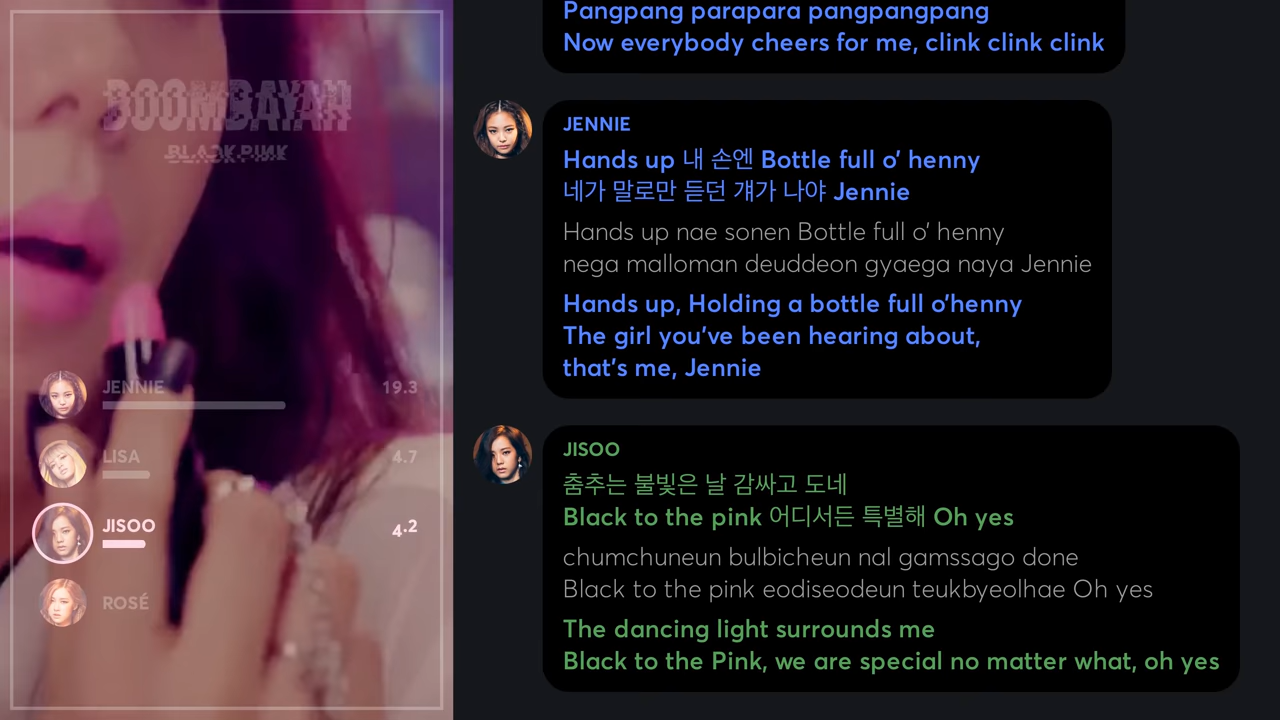 BOOMBAYAH
BLACKPINK
JENNIE 19.3
LISA 4.7
JISOO 4.2
ROSÉ
Pangpang parapara pangpangpang
Now everybody cheers for me, clink clink clink
JENNIE
Hands up 내 손엔 Bottle full o' henny
네가 말로만 듣던 걔가 나야 Jennie
Hands up nae sonen Bottle full o' henny
nega malloman deuddeon gyaega naya Jennie
Hands up, Holding a bottle full o'henny
The girl you've been hearing about,
that's me, Jennie
JISOO
춤추는 불빛은 날 감싸고 도네
Black to the pink 어디서든 특별해 Oh yes
chumchuneun bulbicheun nal gamssago done
Black to the pink eodiseodeun teukbyeolhae Oh yes
The dancing light surrounds me
Black to the Pink, we are special no matter what, oh yes